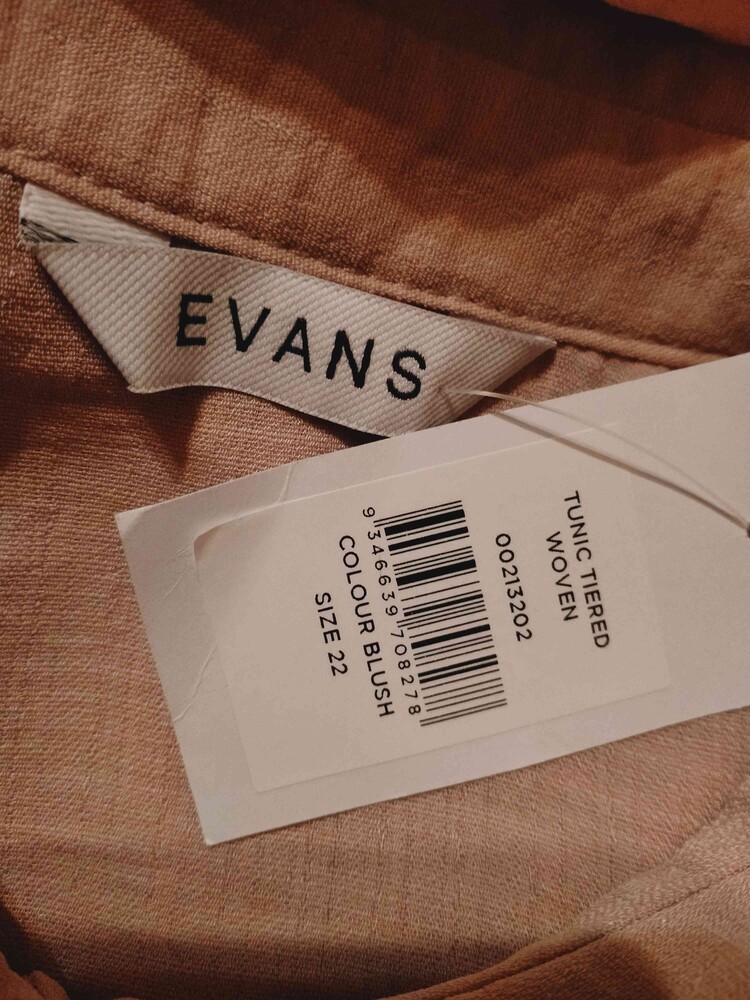 EVANS
TUNIC TIERED
WOVEN
00213202
9 346639 708278
COLOUR BLUSH
SIZE 22